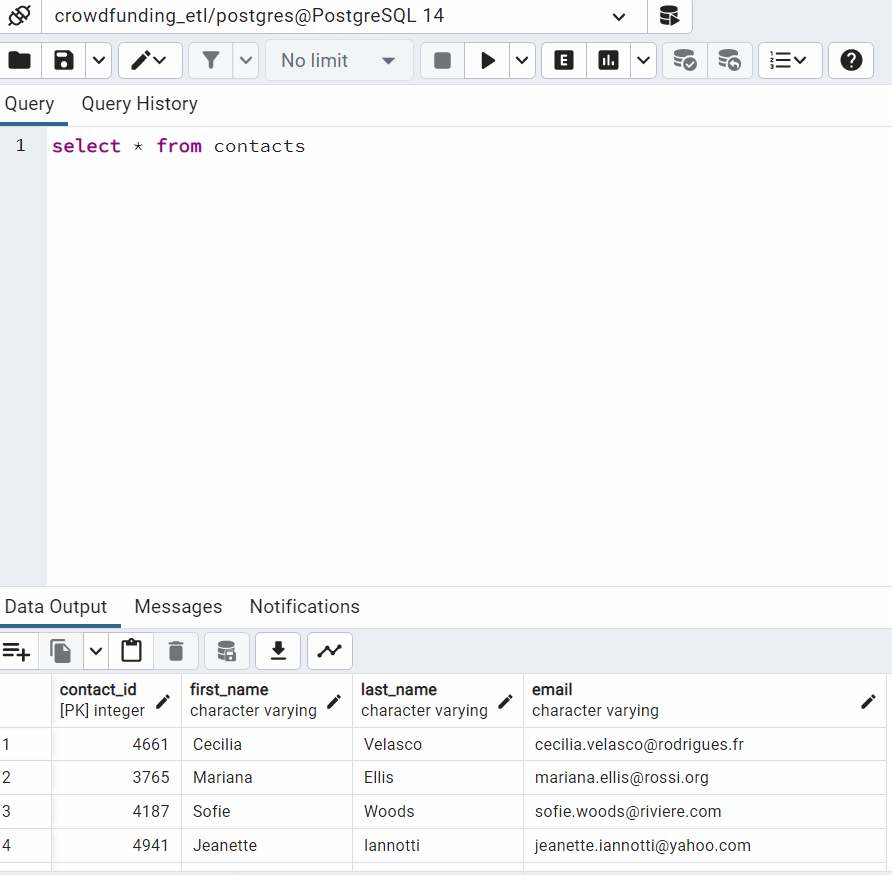 crowdfunding_etl/postgres@PostgreSQL 14
No limit
E
Query Query History
1 select * from contacts
Data Output Messages Notifications
contact_id first_name last_name email
[PK] integer character varying character varying character varying
1 4661 Cecilia Velasco cecilia.velasco@rodrigues.fr
2 3765 Mariana Ellis mariana.ellis@rossi.org
3 4187 Sofie Woods sofie.woods@riviere.com
4 4941 Jeanette Iannotti jeanette.iannotti@yahoo.com